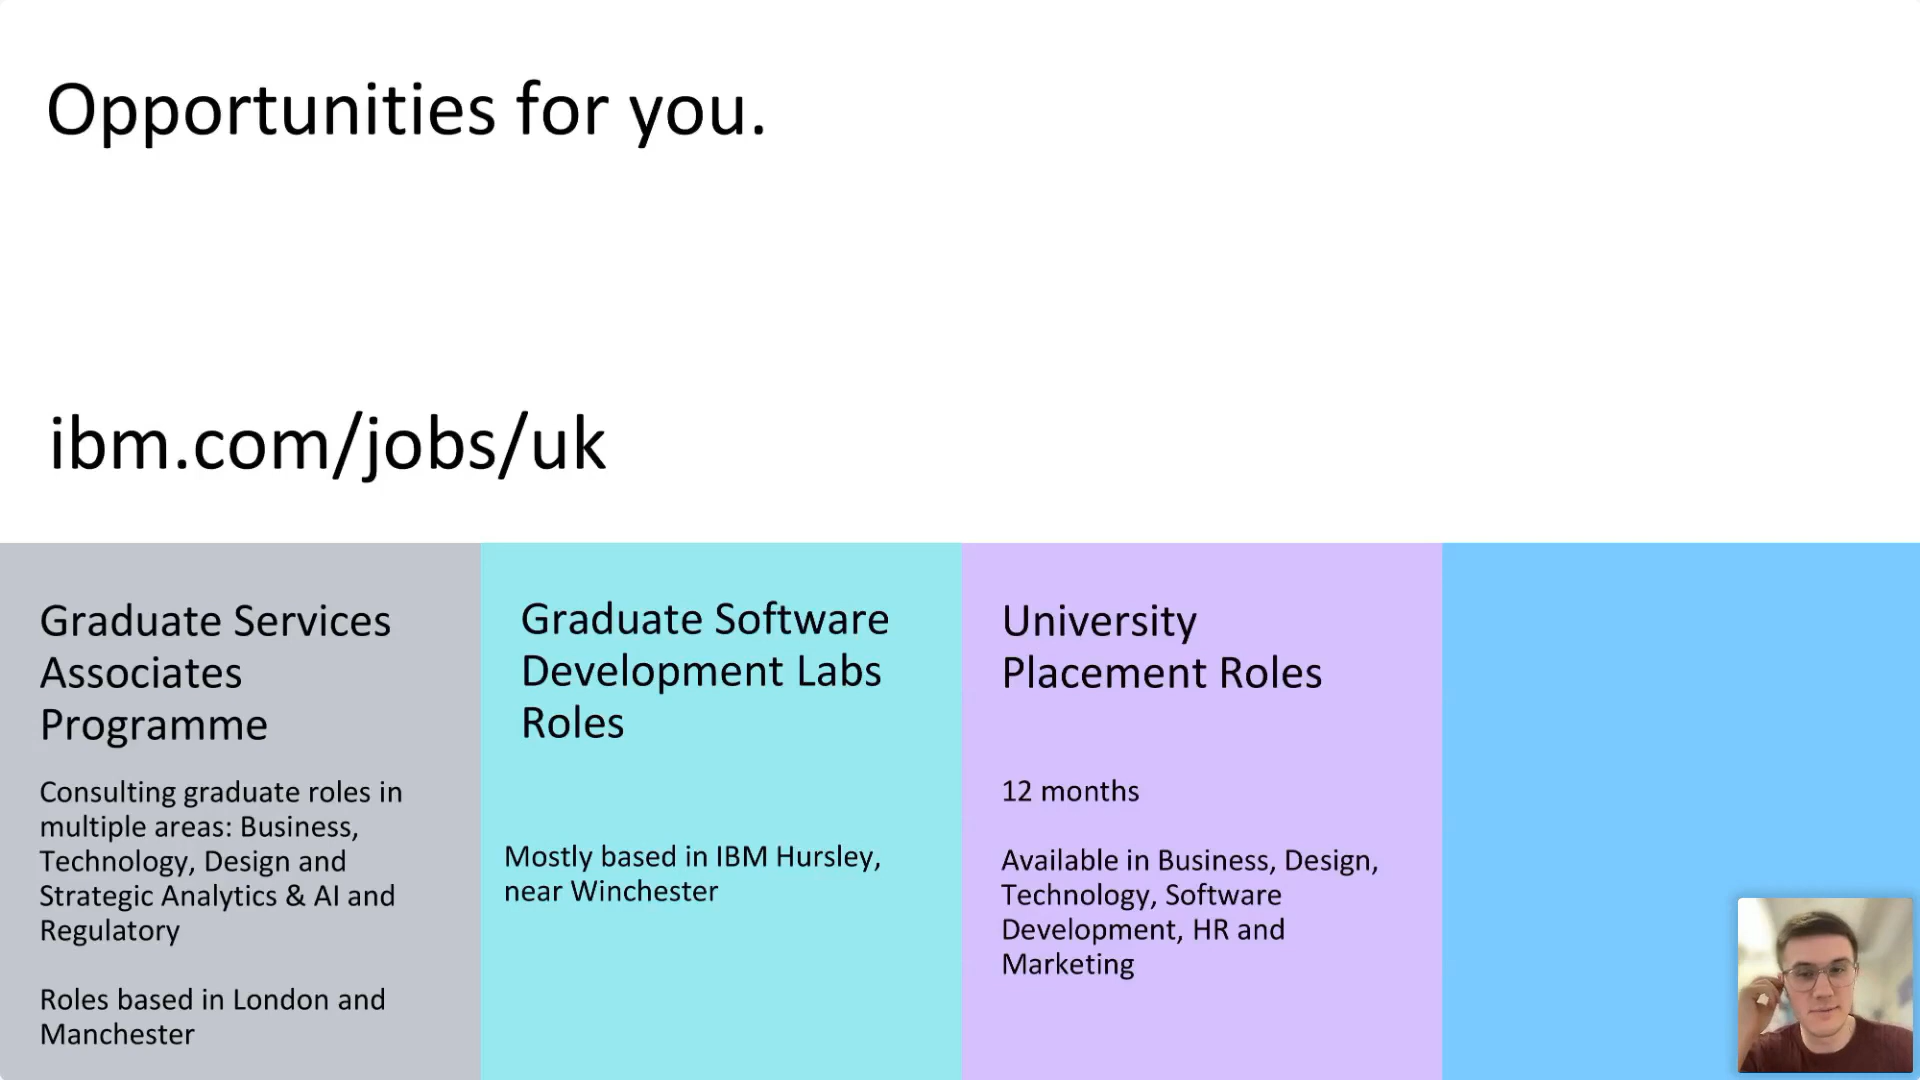 Opportunities for you.
ibm.com/jobs/uk
Graduate Services
Associates
Programme
Consulting graduate roles in
multiple areas: Business,
Technology, Design and
Strategic Analytics & AI and
Regulatory
Roles based in London and
Manchester
Graduate Software
Development Labs
Roles
Mostly based in IBM Hursley,
near Winchester
University
Placement Roles
12 months
Available in Business, Design,
Technology, Software
Development, HR and
Marketing